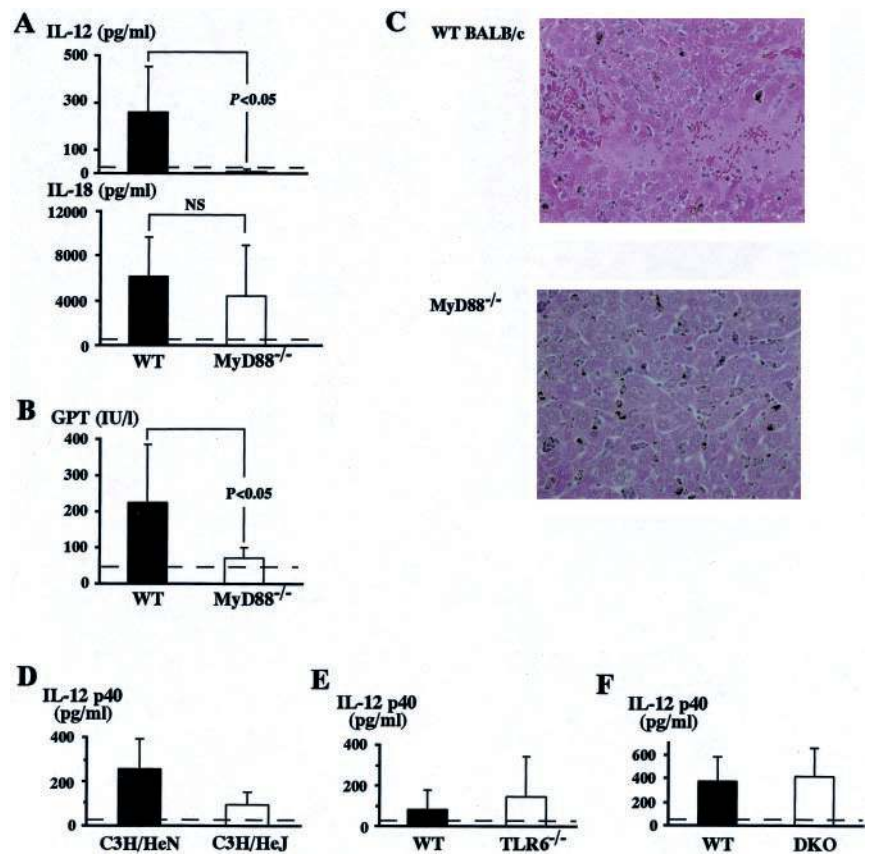 A
IL-12 (pg/ml)
500
300
100
0
P<0.05
IL-18 (pg/ml)
12000
8000
4000
0
NS
WT MyD88-/-
B
GPT (IU/l)
400
300
200
100
0
P<0.05
WT MyD88-/-
C
WT BALB/c
MyD88-/-
D
IL-12 p40
(pg/ml)
400
200
0
C3H/HeN C3H/HeJ
E
IL-12 p40
(pg/ml)
400
200
0
WT TLR6-/-
F
IL-12 p40
(pg/ml)
600
400
200
0
WT DKO